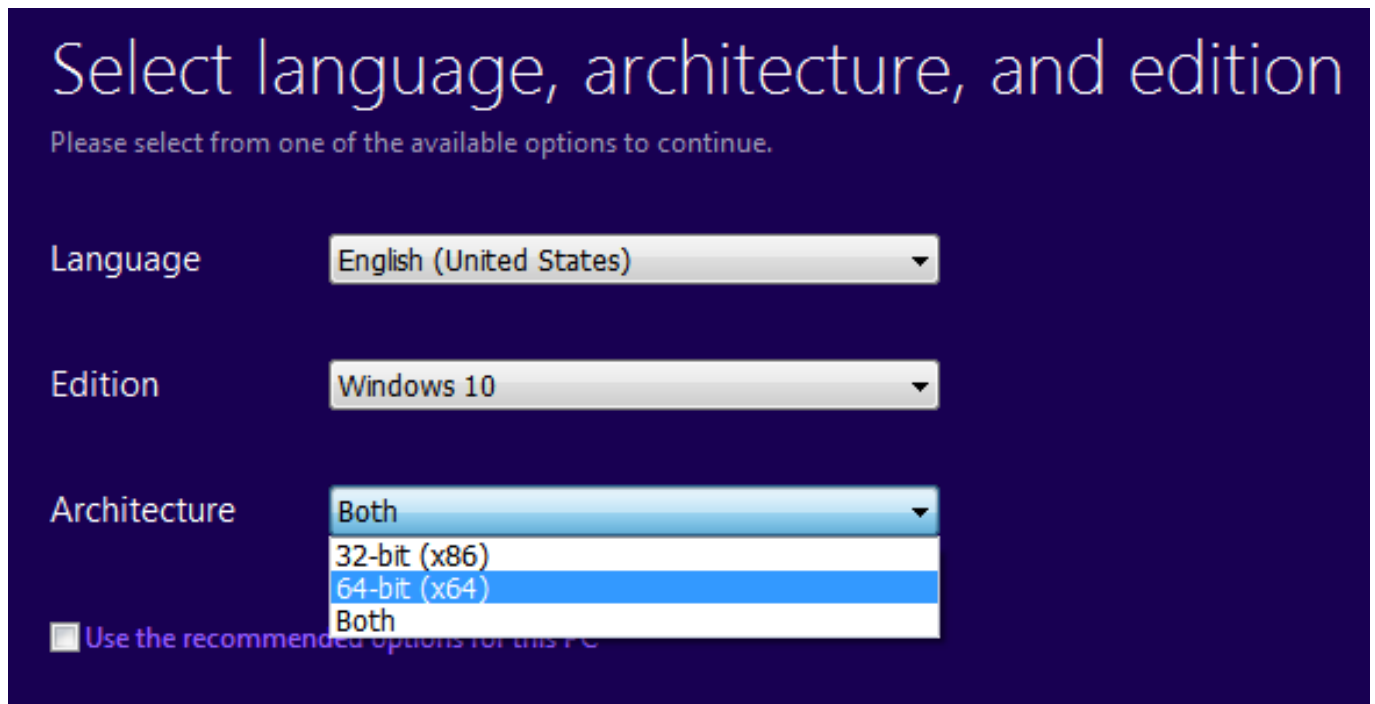 Select language, architecture, and edition
Please select from one of the available options to continue.
Language English (United States)
Edition Windows 10
Architecture Both
32-bit (x86)
64-bit (x64)
Both
Use the recommended options for this PC